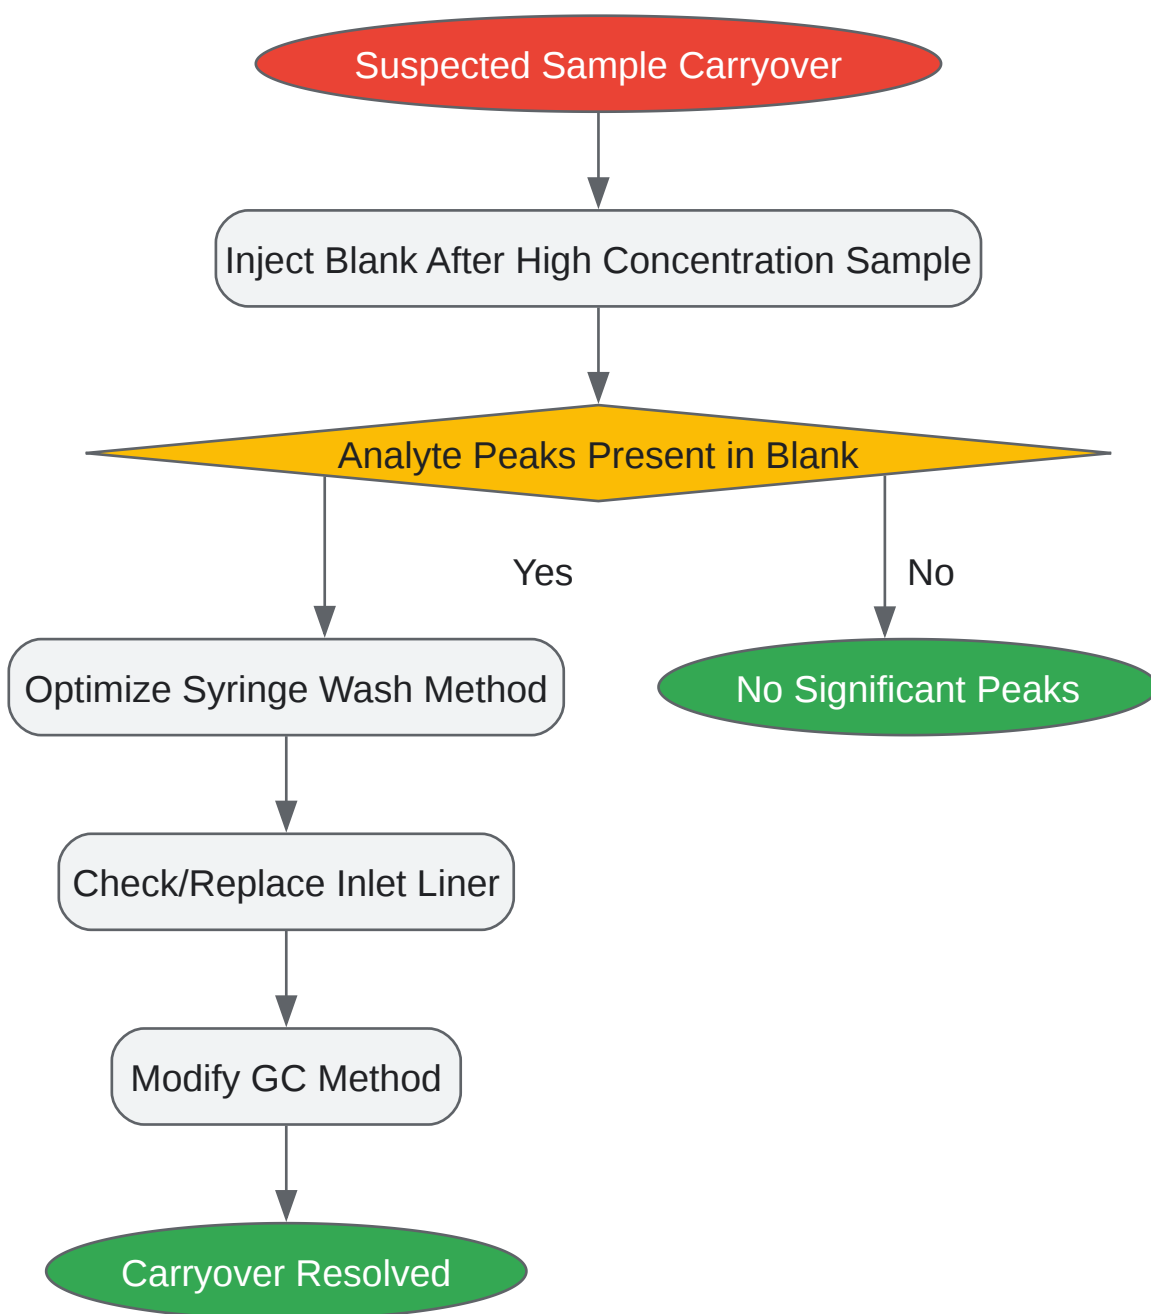 Suspected Sample Carryover
Inject Blank After High Concentration Sample
Analyte Peaks Present in Blank
Yes
No
Optimize Syringe Wash Method
No Significant Peaks
Check/Replace Inlet Liner
Modify GC Method
Carryover Resolved